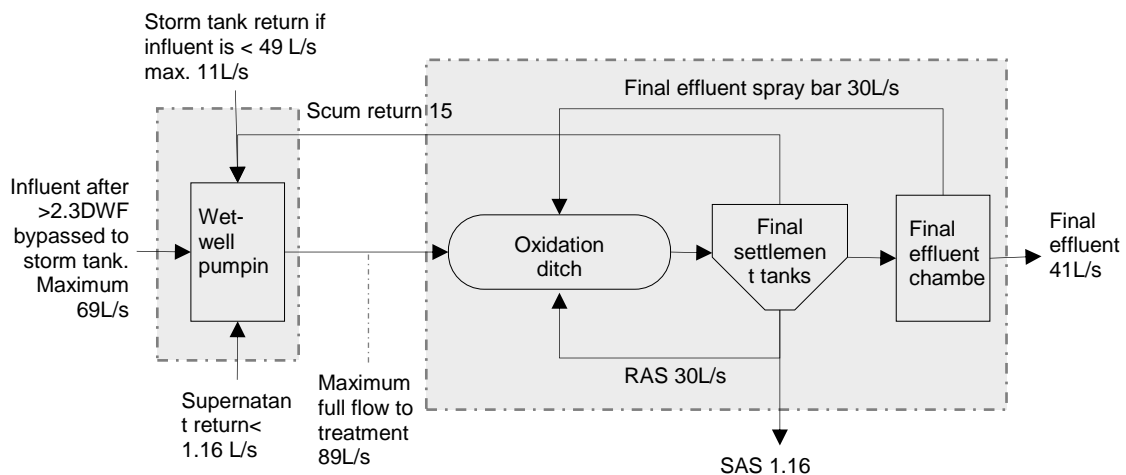 Storm tank return if
influent is < 49 L/s
max. 11L/s
Final effluent spray bar 30L/s
Scum return 15
Influent after
>2.3DWF
bypassed to
storm tank.
Maximum
69L/s
Wet-
well
pumpin
Oxidation
ditch
Final
settlemen
t tanks
Final
effluent
chambe
Final
effluent
41L/s
RAS 30L/s
Supernatan
t return<
1.16 L/s
Maximum
full flow to
treatment
89L/s
SAS 1.16